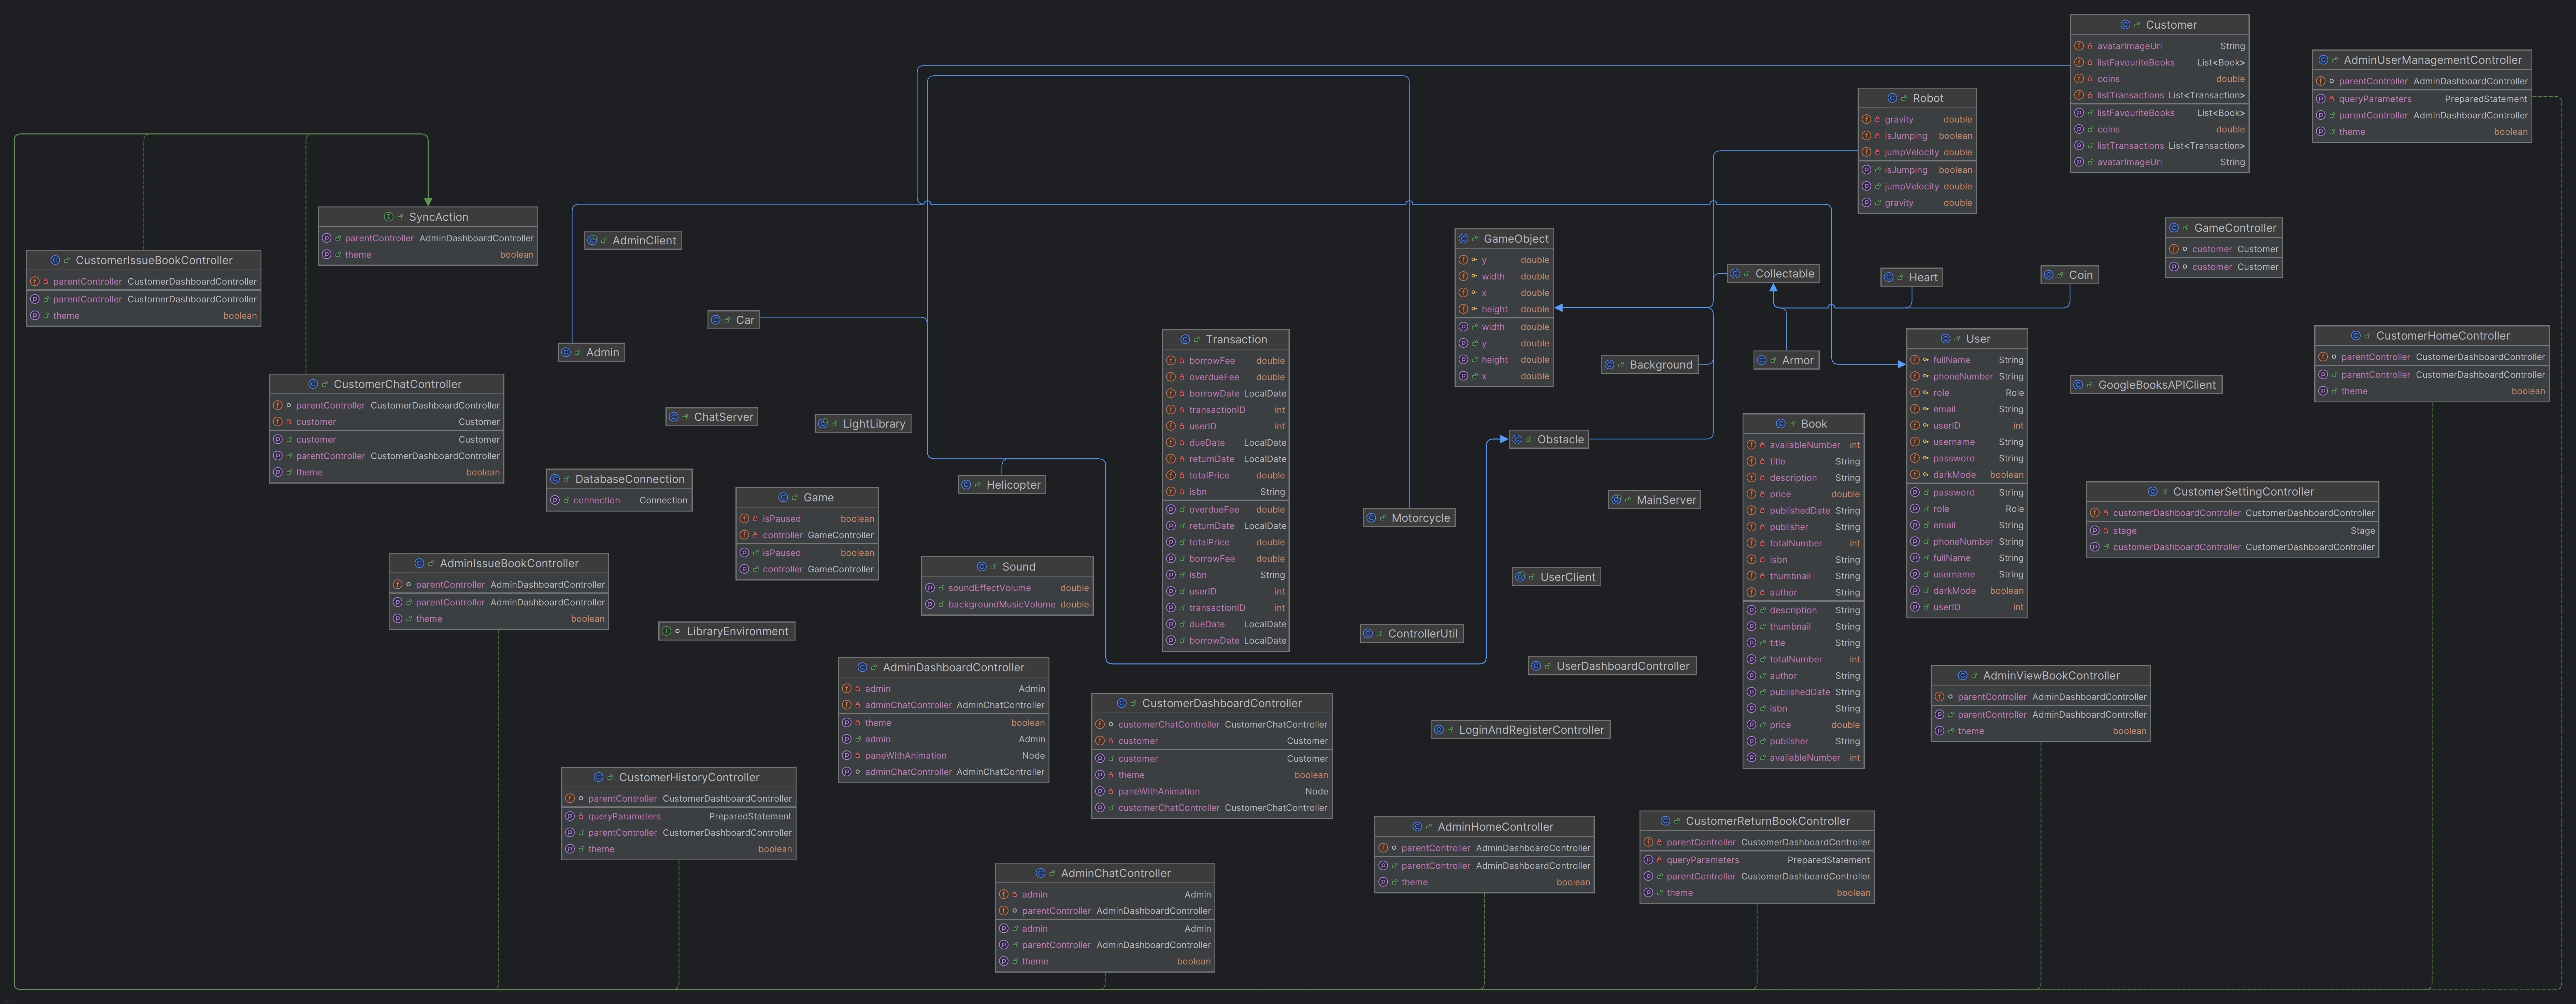 Customer
avatarImageUrl String
listFavouriteBooks List<Book>
coins double
listTransactions List<Transaction>
listFavouriteBooks List<Book>
coins double
listTransactions List<Transaction>
avatarImageUrl String
AdminUserManagementController
parentController AdminDashboardController
queryParameters PreparedStatement
parentController AdminDashboardController
theme boolean
Robot
gravity double
isJumping boolean
jumpVelocity double
isJumping boolean
jumpVelocity double
gravity double
SyncAction
parentController AdminDashboardController
theme boolean
AdminClient
GameObject
y double
width double
x double
height double
width double
y double
height double
x double
GameController
customer Customer
customer Customer
CustomerIssueBookController
parentController CustomerDashboardController
parentController CustomerDashboardController
theme boolean
Collectable
Heart
Coin
Car
Admin
Transaction
borrowFee double
overdueFee double
borrowDate LocalDate
transactionID int
userID int
dueDate LocalDate
returnDate LocalDate
totalPrice double
isbn String
overdueFee double
returnDate LocalDate
totalPrice double
borrowFee double
isbn String
userID int
transactionID int
dueDate LocalDate
borrowDate LocalDate
Background
Armor
User
fullName String
phoneNumber String
role Role
email String
userID int
username String
password String
darkMode boolean
password String
role Role
email String
phoneNumber String
fullName String
username String
darkMode boolean
userID int
CustomerHomeController
parentController CustomerDashboardController
parentController CustomerDashboardController
theme boolean
CustomerChatController
parentController CustomerDashboardController
customer Customer
customer Customer
parentController CustomerDashboardController
theme boolean
GoogleBooksAPIClient
ChatServer
LightLibrary
Obstacle
Book
availableNumber int
title String
description String
price double
publishedDate String
publisher String
totalNumber int
isbn String
thumbnail String
author String
description String
thumbnail String
title String
totalNumber int
author String
publishedDate String
isbn String
price double
publisher String
availableNumber int
DatabaseConnection
connection Connection
Helicopter
Game
isPaused boolean
controller GameController
isPaused boolean
controller GameController
MainServer
Motorcycle
CustomerSettingController
customerDashboardController CustomerDashboardController
stage Stage
customerDashboardController CustomerDashboardController
AdminIssueBookController
parentController AdminDashboardController
parentController AdminDashboardController
theme boolean
Sound
soundEffectVolume double
backgroundMusicVolume double
UserClient
LibraryEnvironment
ControllerUtil
AdminDashboardController
admin Admin
adminChatController AdminChatController
theme boolean
admin Admin
paneWithAnimation Node
adminChatController AdminChatController
UserDashboardController
AdminViewBookController
parentController AdminDashboardController
parentController AdminDashboardController
theme boolean
CustomerDashboardController
customerChatController CustomerChatController
customer Customer
customer Customer
theme boolean
paneWithAnimation Node
customerChatController CustomerChatController
LoginAndRegisterController
CustomerHistoryController
parentController CustomerDashboardController
queryParameters PreparedStatement
parentController CustomerDashboardController
theme boolean
AdminHomeController
parentController AdminDashboardController
parentController AdminDashboardController
theme boolean
CustomerReturnBookController
parentController CustomerDashboardController
queryParameters PreparedStatement
parentController CustomerDashboardController
theme boolean
AdminChatController
admin Admin
parentController AdminDashboardController
admin Admin
parentController AdminDashboardController
theme boolean